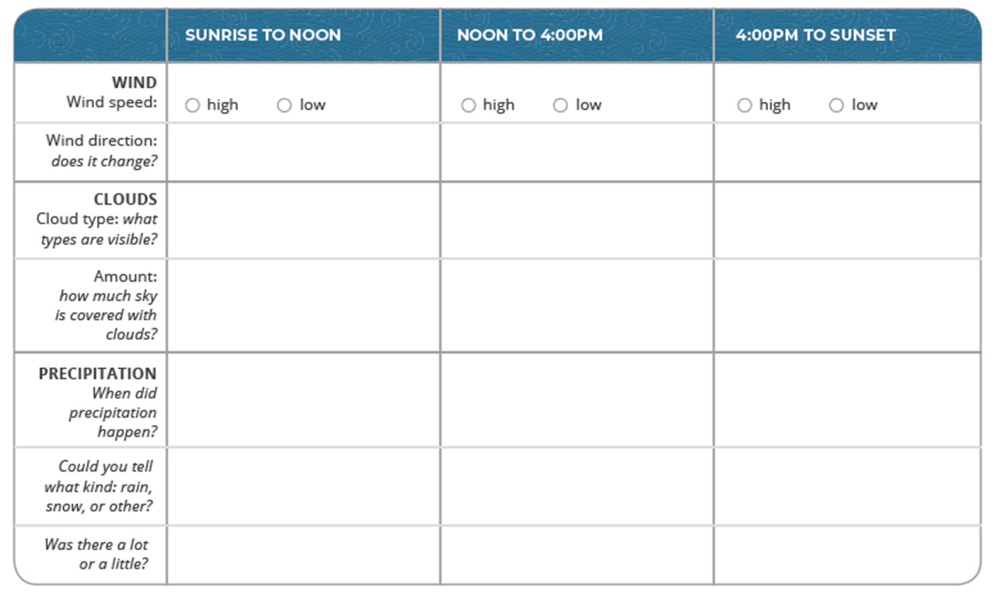 SUNRISE TO NOON
NOON TO 4:00PM
4:00PM TO SUNSET
WIND
Wind speed:
high
low
high
low
high
low
Wind direction:
does it change?
CLOUDS
Cloud type: what
types are visible?
Amount:
how much sky
is covered with
clouds?
PRECIPITATION
When did
precipitation
happen?
Could you tell
what kind: rain,
snow, or other?
Was there a lot
or a little?